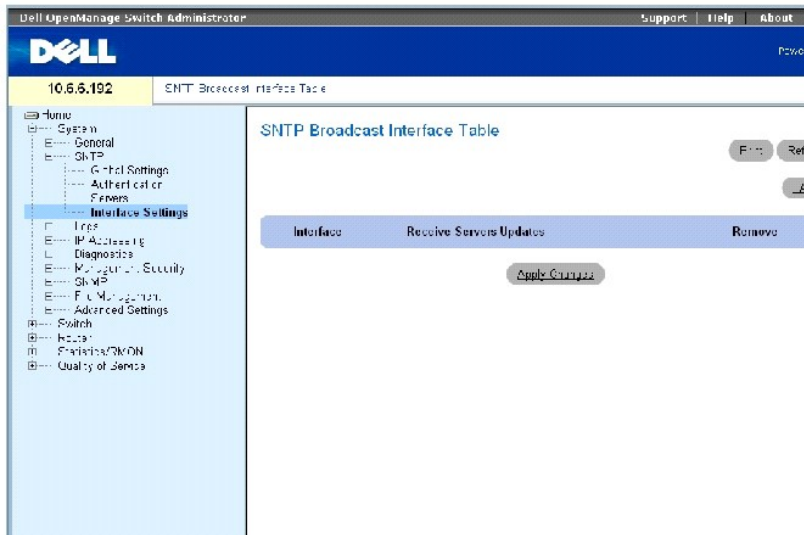 Dell OpenManage Switch Administrator
Support | Help | About
DELL
10.6.6.192
SNTP Broadcast Interface Table
Home
System
General
SNTP
Global Settings
Authentication
Servers
Interface Settings
Logs
IP Addressing
Diagnostics
Management Security
SNMP
File Management
Advanced Settings
Switch
Router
Statistics/RMON
Quality of Service
SNTP Broadcast Interface Table
Print
Interface Receive Servers Updates Remove
Apply Changes